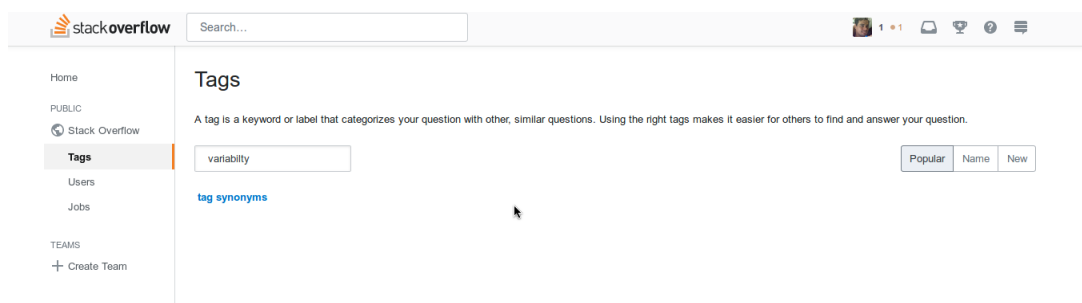 stackoverflow
Search...
1 1
Home
PUBLIC
Stack Overflow
Tags
Users
Jobs
TEAMS
Create Team
Tags
A tag is a keyword or label that categorizes your question with other, similar questions. Using the right tags makes it easier for others to find and answer your question.
variabilty
Popular Name New
tag synonyms